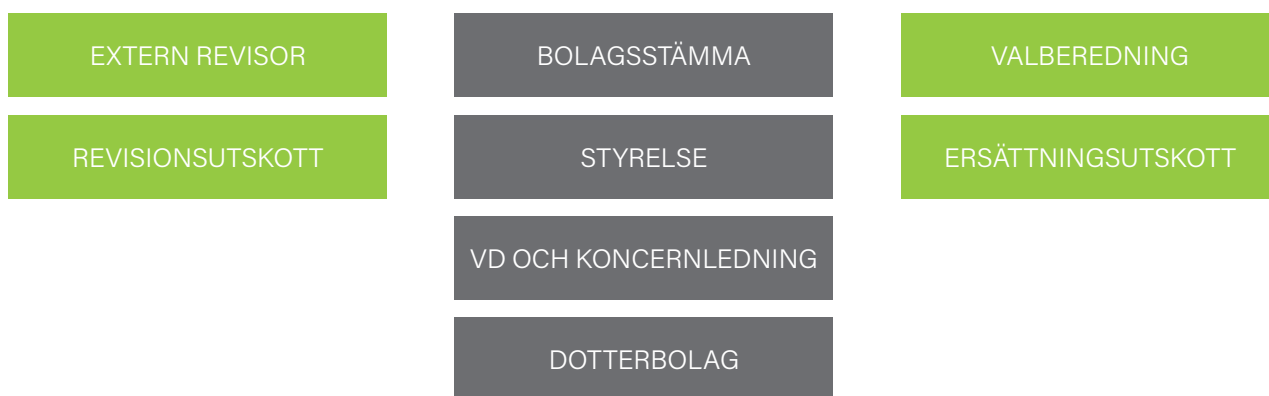 EXTERN REVISOR
BOLAGSSTÄMMA
VALBEREDNING
REVISIONSUTSKOTT
STYRELSE
ERSÄTTNINGSUTSKOTT
VD OCH KONCERNLEDNING
DOTTERBOLAG